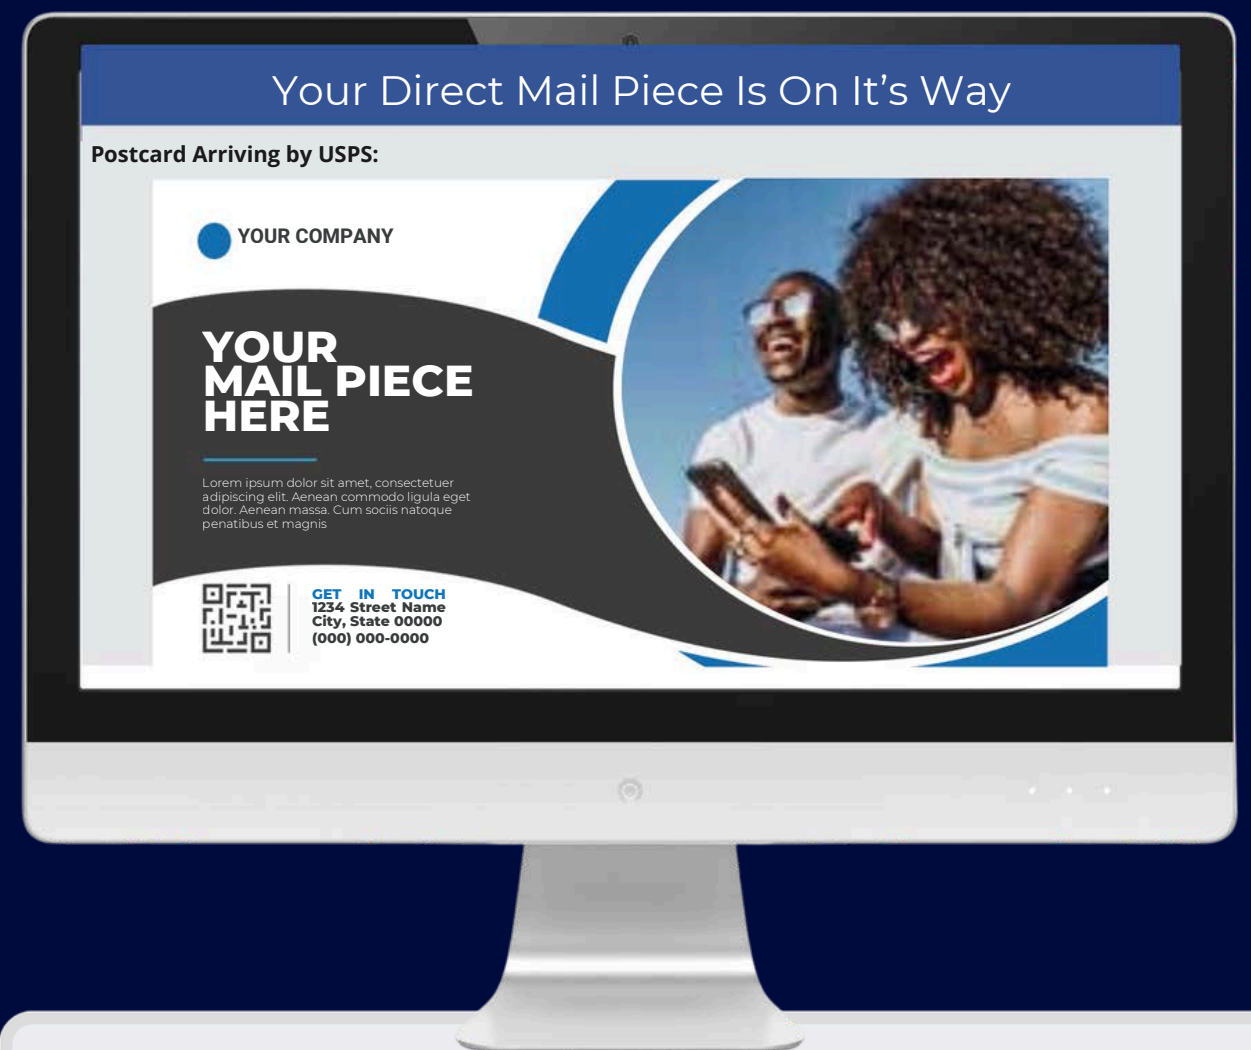 Your Direct Mail Piece Is On It’s Way
Postcard Arriving by USPS:
YOUR COMPANY
YOUR
MAIL PIECE
HERE
Lorem ipsum dolor sit amet, consectetuer
adipiscing elit. Aenean commodo ligula eget
dolor. Aenean massa. Cum sociis natoque
penatibus et magnis
GET IN TOUCH
1234 Street Name
City, State 00000
(000) 000-0000